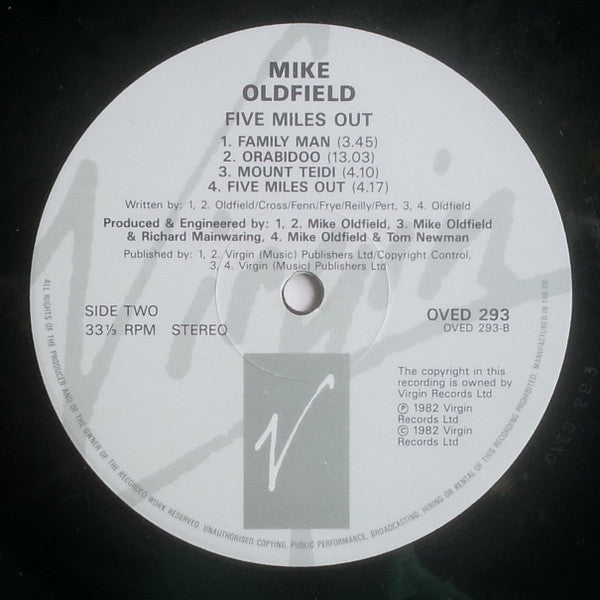 MIKE
OLDFIELD
FIVE MILES OUT
1. FAMILY MAN (3.45)
2. ORABIDOO (13.03)
3. MOUNT TEIDI (4.10)
4. FIVE MILES OUT (4.17)
Written by: 1, 2. Oldfield/Cross/Fenn/Frye/Reilly/Pert, 3, 4. Oldfield
Produced & Engineered by: 1, 2. Mike Oldfield, 3. Mike Oldfield
& Richard Mainwaring, 4. Mike Oldfield & Tom Newman
Published by: 1, 2. Virgin (Music) Publishers Ltd/Copyright Control,
3, 4. Virgin (Music) Publishers Ltd
SIDE TWO
33⅓ RPM STEREO
OVED 293
OVED 293-B
The copyright in this
recording is owned by
Virgin Records Ltd
℗ 1982 Virgin
Records Ltd
© 1982 Virgin
Records Ltd
ALL RIGHTS OF THE PRODUCER AND OF THE OWNER OF THE RECORDED WORK RESERVED. UNAUTHORISED COPYING, PUBLIC PERFORMANCE, BROADCASTING, HIRING OR RENTAL OF THIS RECORDING PROHIBITED. MANUFACTURED IN THE UK
Virgin
V
OVED 293